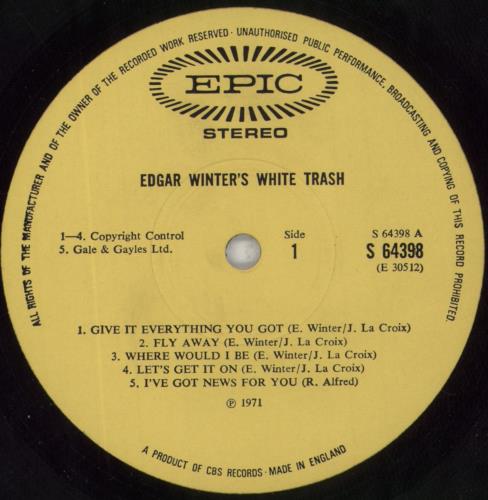 ALL RIGHTS OF THE MANUFACTURER AND OF THE OWNER OF THE RECORDED WORK RESERVED · UNAUTHORISED PUBLIC PERFORMANCE, BROADCASTING AND COPYING OF THIS RECORD PROHIBITED.
EPIC
STEREO
EDGAR WINTER'S WHITE TRASH
1—4. Copyright Control
5. Gale & Gayles Ltd.
Side
1
S 64398 A
S 64398
(E 30512)
1. GIVE IT EVERYTHING YOU GOT (E. Winter/J. La Croix)
2. FLY AWAY (E. Winter/J. La Croix)
3. WHERE WOULD I BE (E. Winter/J. La Croix)
4. LET'S GET IT ON (E. Winter/J. La Croix)
5. I'VE GOT NEWS FOR YOU (R. Alfred)
℗ 1971
A PRODUCT OF CBS RECORDS · MADE IN ENGLAND